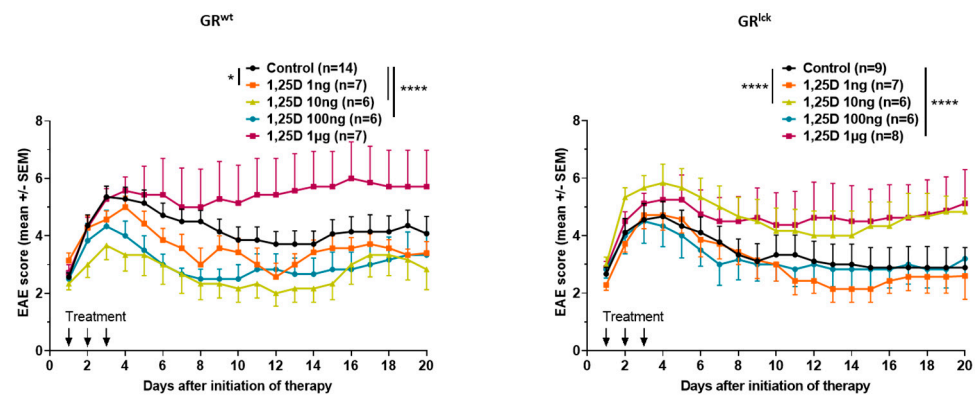 GRwt
Control (n=14)
1,25D 1ng (n=7)
1,25D 10ng (n=6)
1,25D 100ng (n=6)
1,25D 1µg (n=7)
*
****
EAE score (mean +/- SEM)
8
6
4
2
0
Treatment
0 2 4 6 8 10 12 14 16 18 20
Days after initiation of therapy
GRlck
Control (n=9)
1,25D 1ng (n=7)
1,25D 10ng (n=6)
1,25D 100ng (n=6)
1,25D 1µg (n=8)
****
****
EAE score (mean +/- SEM)
8
6
4
2
0
Treatment
0 2 4 6 8 10 12 14 16 18 20
Days after initiation of therapy